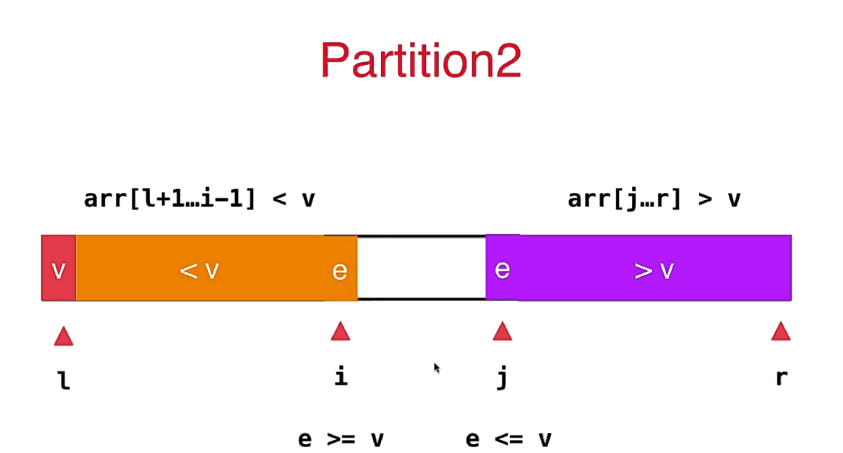 Partition2
arr[l+1…i-1] < v
arr[j…r] > v
v
< v
e
e
> v
l
i
j
r
e >= v
e <= v